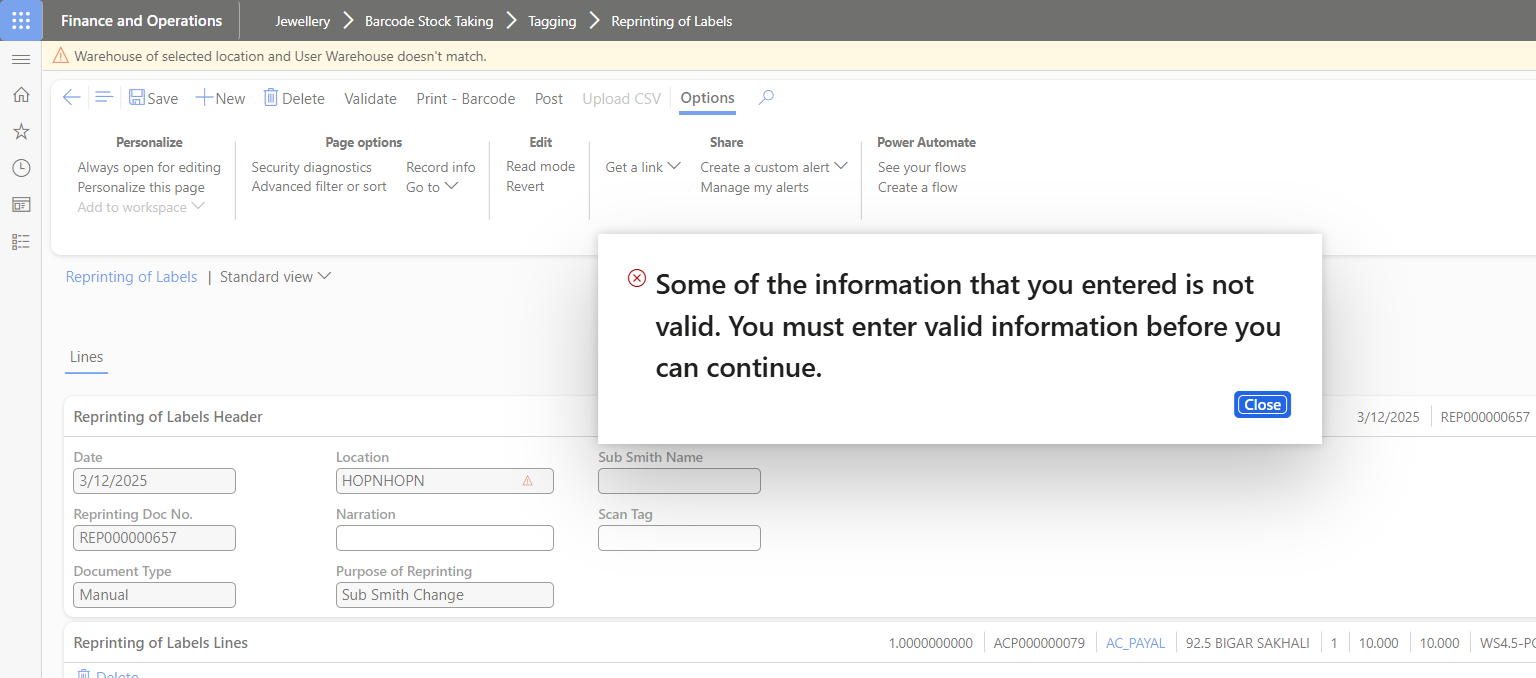 Finance and Operations Jewellery Barcode Stock Taking Tagging Reprinting of Labels
Warehouse of selected location and User Warehouse doesn't match.
Save New Delete Validate Print - Barcode Post Upload CSV Options
Personalize Page options Edit Share Power Automate
Always open for editing Security diagnostics Record info Read mode Get a link Create a custom alert See your flows
Personalize this page Advanced filter or sort Go to Revert Manage my alerts Create a flow
Add to workspace
Reprinting of Labels | Standard view
Some of the information that you entered is not
valid. You must enter valid information before you
can continue.
Close
Lines
Reprinting of Labels Header 3/12/2025 REP000000657
Date Location Sub Smith Name
3/12/2025 HOPNHOPN
Reprinting Doc No. Narration Scan Tag
REP000000657
Document Type Purpose of Reprinting
Manual Sub Smith Change
Reprinting of Labels Lines 1.0000000000 ACP000000079 AC_PAYAL 92.5 BIGAR SAKHALI 1 10.000 10.000 WS4.5-PC
Delete